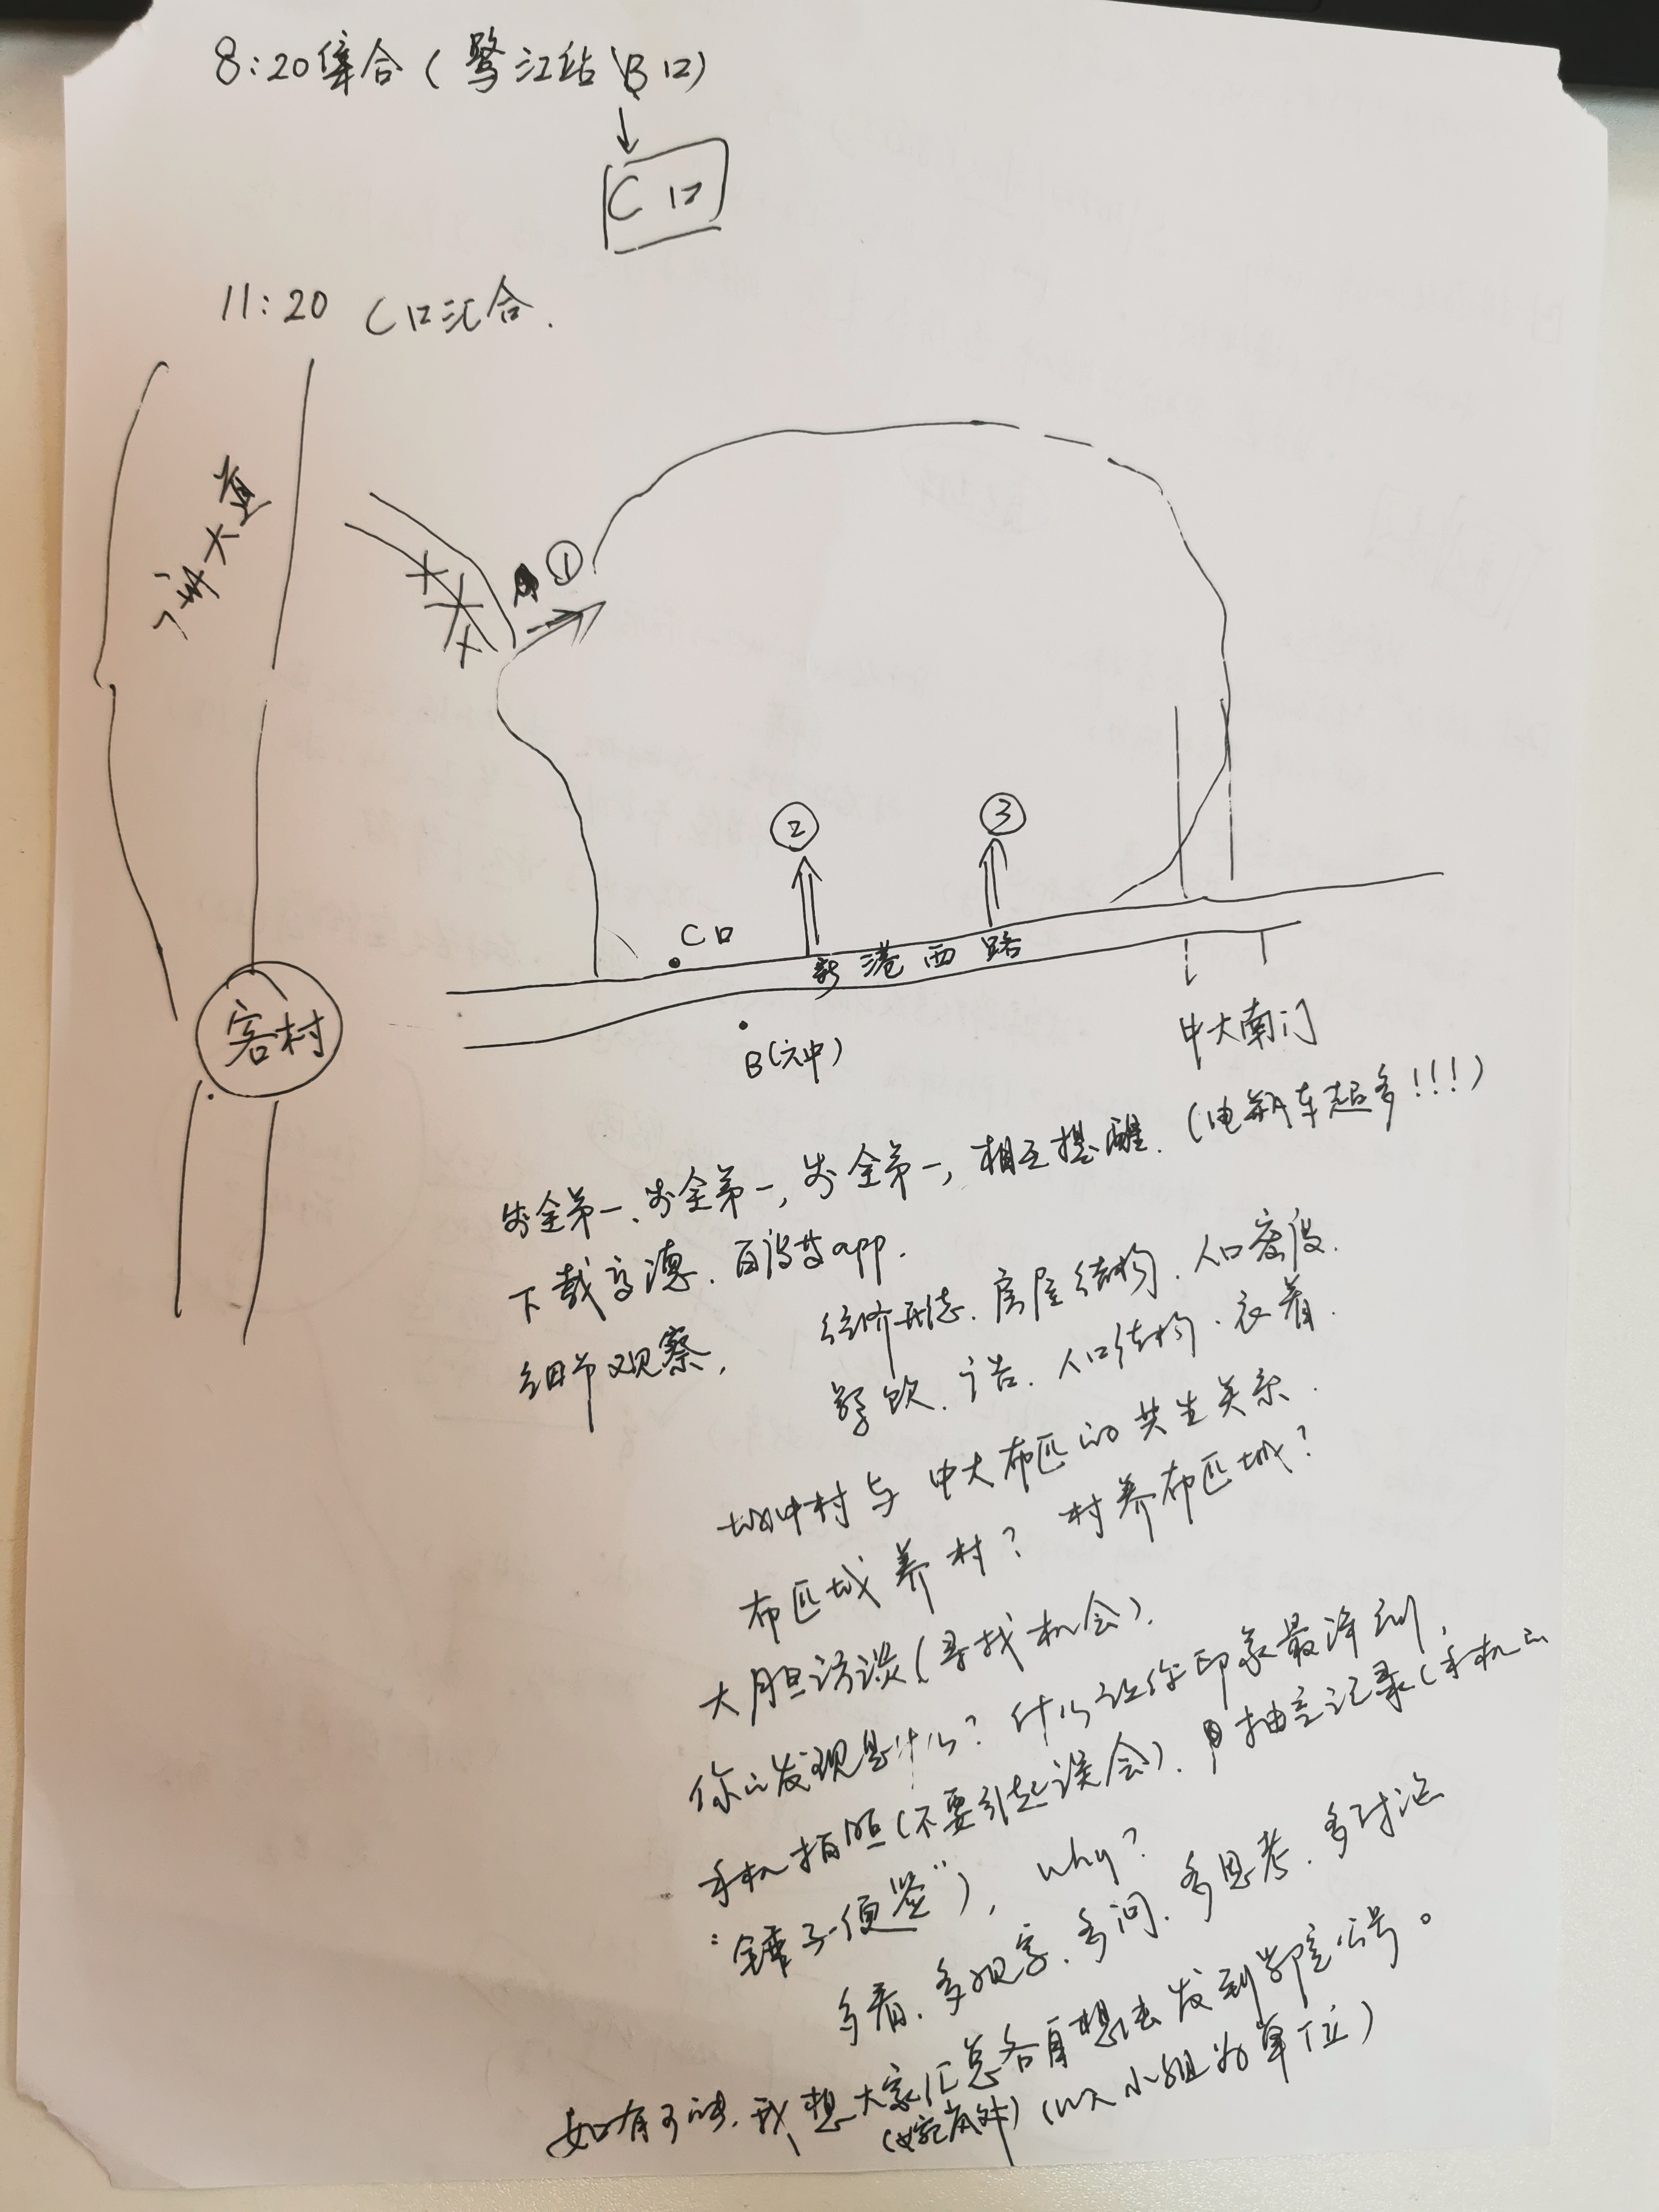 8:20集合(鹭江站B口)
C口
11:20 C口汇合.
广州大道
①
②
③
C口
新港西路
客村
B(六中)
中大南门
安全第一、安全第一,安全第一,相互提醒.(电瓶车超多!!!)
下载高德、百度等app.
细节观察, 经济形态、房屋结构、人口密度.
餐饮、语言、人口结构、衣着.
城中村与中大布匹的共生关系.
布匹城养村?村养布匹城?
大胆访谈(寻找机会).
你的发现是什么?什么让你印象最深刻,
手机拍照(不要引起误会)、用抽空记录(手机的
"锤子便签"),why?
多看、多观察、多问、多思考、多讨论
如有可能,我想大家汇总各自想法发到 公号。
(以小组为单位)